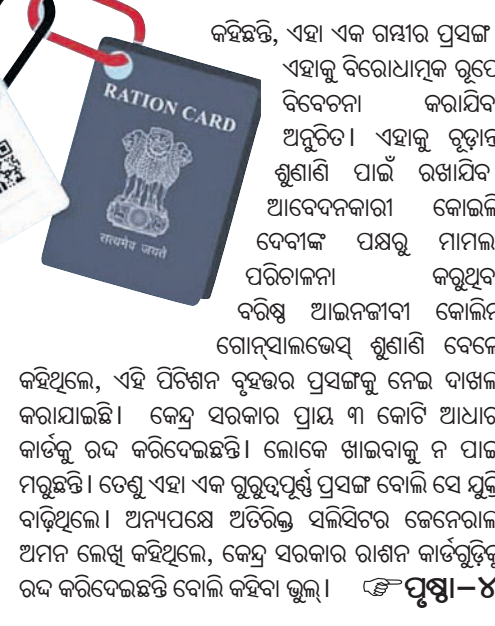 RATION CARD
सत्यमेव जयते
କହିଛନ୍ତି, ଏହା ଏକ ଗମ୍ଭୀର ପ୍ରସଙ୍ଗ
ଏହାକୁ ବିରୋଧାତ୍ମକ ରୂପେ
ବିବେଚନା କରାଯିବ
ଅନୁଚିତ। ଏହାକୁ ଚୂଡ଼ାନ୍ତ
ଶୁଣାଣି ପାଇଁ ରଖାଯିବ
ଆବେଦନକାରୀ କୋଇଲି
ଦେବୀଙ୍କ ପକ୍ଷରୁ ମାମଲ
ପରିଚାଳନା କରୁଥିବ
ବରିଷ୍ଠ ଆଇନଜୀବୀ କୋଲିନ
ଗୋନ୍‌ସାଲଭେସ୍ ଶୁଣାଣି ବେଳେ
କହିଥିଲେ, ଏହି ପିଟିଶନ ବୃହତ୍ତର ପ୍ରସଙ୍ଗକୁ ନେଇ ଦାଖଲ
କରାଯାଇଛି। କେନ୍ଦ୍ର ସରକାର ପ୍ରାୟ ୩ କୋଟି ଆଧାର
କାର୍ଡକୁ ରଦ୍ଦ କରିଦେଇଛନ୍ତି। ଲୋକେ ଖାଇବାକୁ ନ ପାଇ
ମରୁଛନ୍ତି। ତେଣୁ ଏହା ଏକ ଗୁରୁତ୍ୱପୂର୍ଣ୍ଣ ପ୍ରସଙ୍ଗ ବୋଲି ସେ ଯୁକ୍ତି
ବାଢ଼ିଥିଲେ। ଅନ୍ୟପକ୍ଷେ ଅତିରିକ୍ତ ସଲିସିଟର ଜେନେରାଲ
ଅମନ ଲେଖି କହିଥିଲେ, କେନ୍ଦ୍ର ସରକାର ରାଶନ କାର୍ଡଗୁଡ଼ିକୁ
ରଦ୍ଦ କରିଦେଇଛନ୍ତି ବୋଲି କହିବା ଭୁଲ୍। ☞ପୃଷ୍ଠା–୪